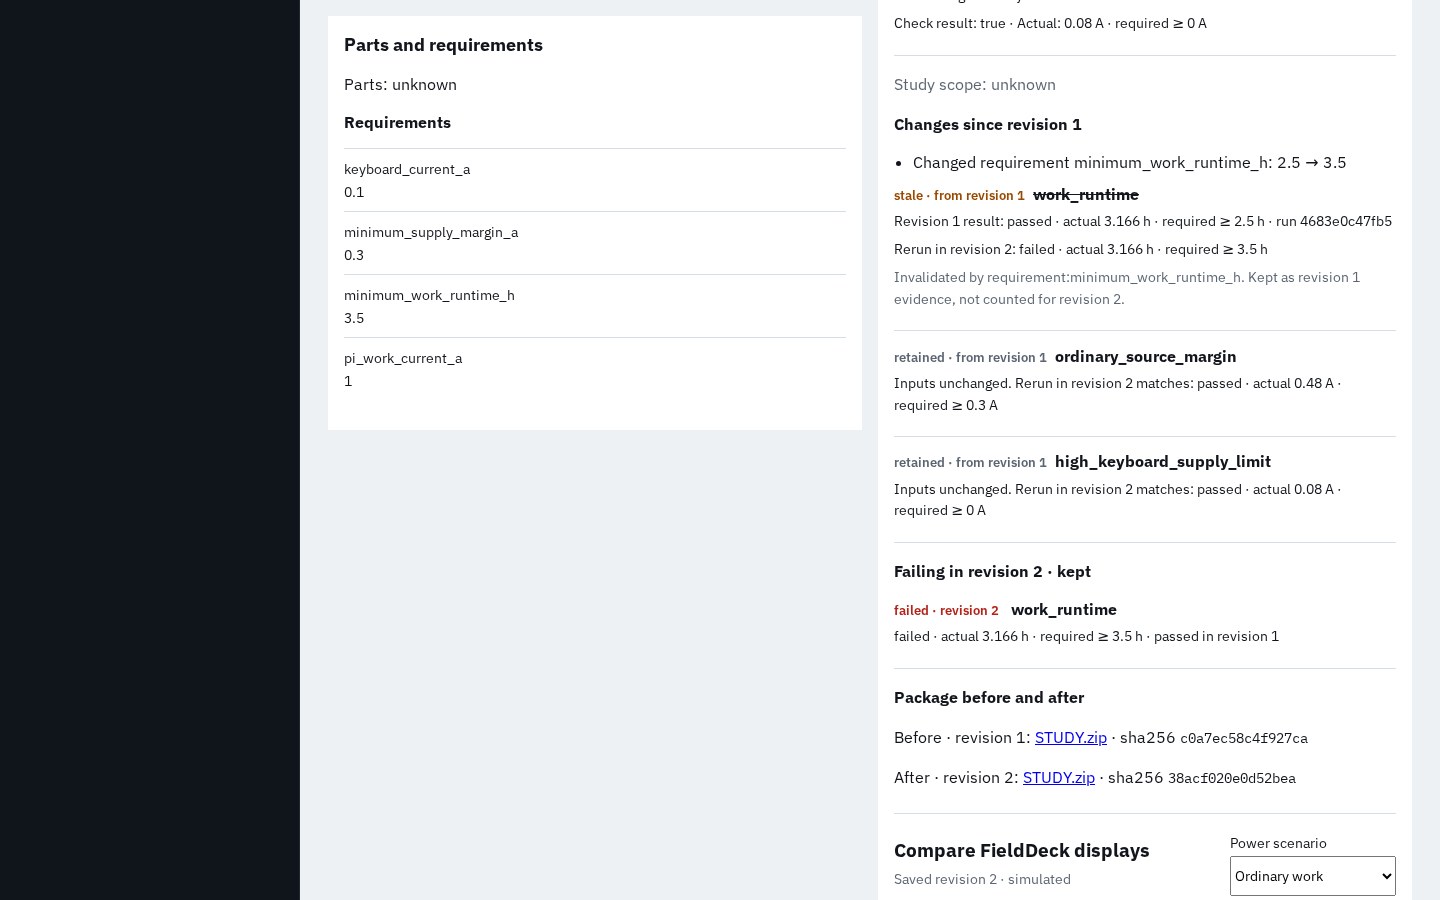 Parts and requirements
Parts: unknown
Requirements
keyboard_current_a
0.1
minimum_supply_margin_a
0.3
minimum_work_runtime_h
3.5
pi_work_current_a
1
Check result: true · Actual: 0.08 A · required ≥ 0 A
Study scope: unknown
Changes since revision 1
• Changed requirement minimum_work_runtime_h: 2.5 → 3.5
stale · from revision 1 work_runtime
Revision 1 result: passed · actual 3.166 h · required ≥ 2.5 h · run 4683e0c47fb5
Rerun in revision 2: failed · actual 3.166 h · required ≥ 3.5 h
Invalidated by requirement:minimum_work_runtime_h. Kept as revision 1
evidence, not counted for revision 2.
retained · from revision 1 ordinary_source_margin
Inputs unchanged. Rerun in revision 2 matches: passed · actual 0.48 A ·
required ≥ 0.3 A
retained · from revision 1 high_keyboard_supply_limit
Inputs unchanged. Rerun in revision 2 matches: passed · actual 0.08 A ·
required ≥ 0 A
Failing in revision 2 · kept
failed · revision 2 work_runtime
failed · actual 3.166 h · required ≥ 3.5 h · passed in revision 1
Package before and after
Before · revision 1: STUDY.zip · sha256 c0a7ec58c4f927ca
After · revision 2: STUDY.zip · sha256 38acf020e0d52bea
Compare FieldDeck displays
Saved revision 2 · simulated
Power scenario
Ordinary work